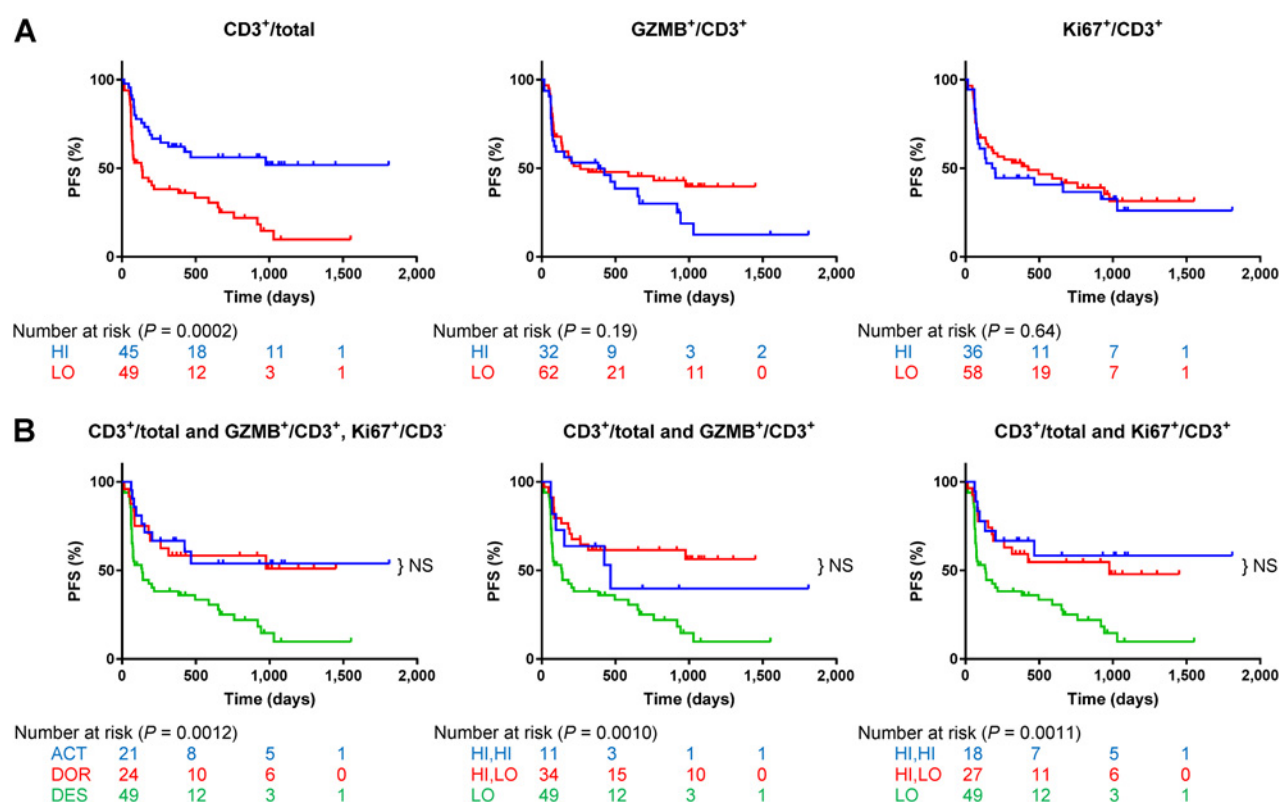 A
CD3+/total
GZMB+/CD3+
Ki67+/CD3+
PFS (%)
100
50
0
0 500 1,000 1,500 2,000
Time (days)
PFS (%)
100
50
0
0 500 1,000 1,500 2,000
Time (days)
PFS (%)
100
50
0
0 500 1,000 1,500 2,000
Time (days)
Number at risk (P = 0.0002)
HI 45 18 11 1
LO 49 12 3 1
Number at risk (P = 0.19)
HI 32 9 3 2
LO 62 21 11 0
Number at risk (P = 0.64)
HI 36 11 7 1
LO 58 19 7 1
B
CD3+/total and GZMB+/CD3+, Ki67+/CD3-
CD3+/total and GZMB+/CD3+
CD3+/total and Ki67+/CD3+
PFS (%)
100
50
0
} NS
0 500 1,000 1,500 2,000
Time (days)
PFS (%)
100
50
0
} NS
0 500 1,000 1,500 2,000
Time (days)
PFS (%)
100
50
0
} NS
0 500 1,000 1,500 2,000
Time (days)
Number at risk (P = 0.0012)
ACT 21 8 5 1
DOR 24 10 6 0
DES 49 12 3 1
Number at risk (P = 0.0010)
HI,HI 11 3 1 1
HI,LO 34 15 10 0
LO 49 12 3 1
Number at risk (P = 0.0011)
HI,HI 18 7 5 1
HI,LO 27 11 6 0
LO 49 12 3 1